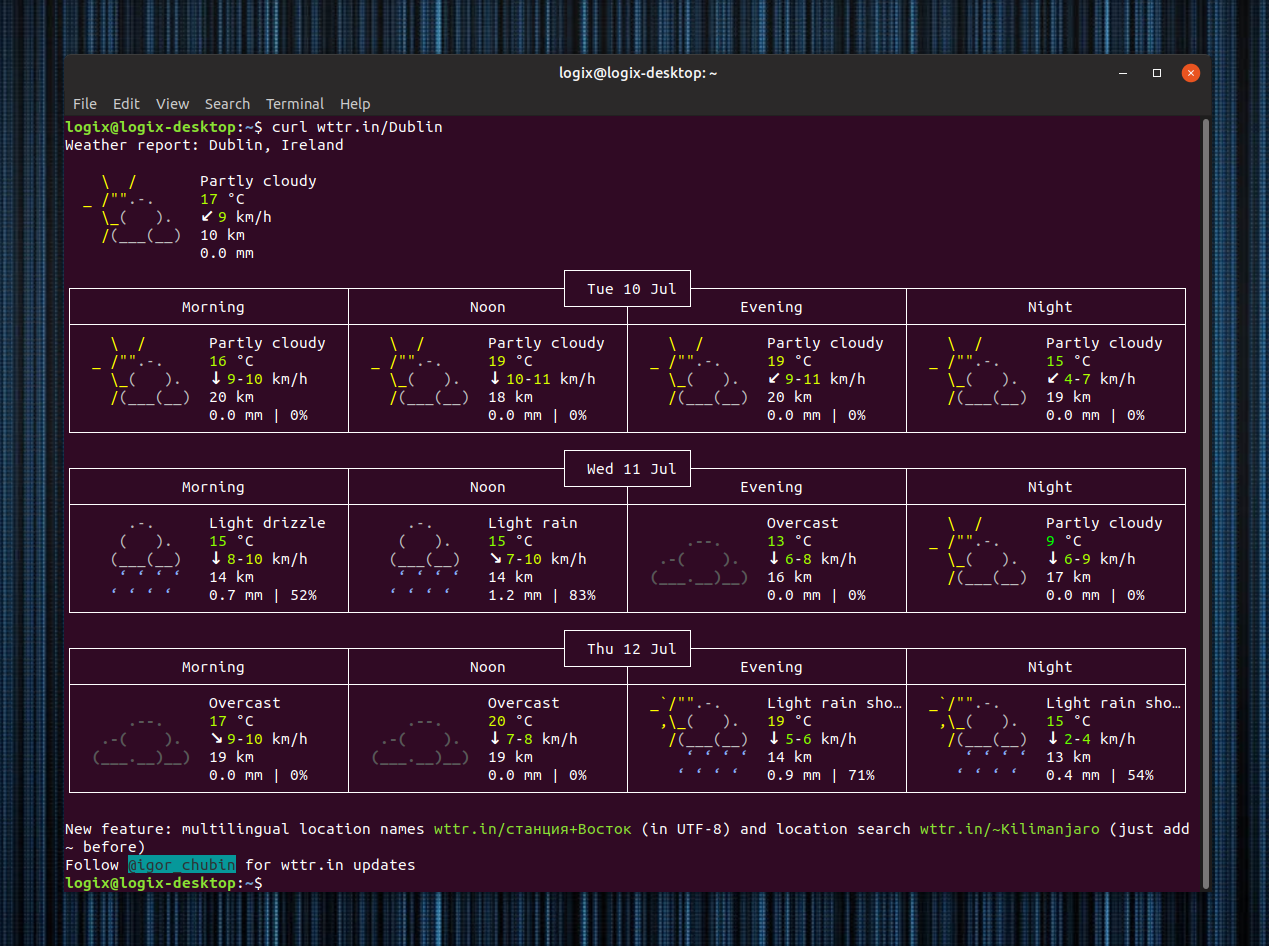 logix@logix-desktop: ~
File Edit View Search Terminal Help
logix@logix-desktop:~$ curl wttr.in/Dublin
Weather report: Dublin, Ireland
Partly cloudy
17 °C
↙ 9 km/h
10 km
0.0 mm
Tue 10 Jul
Morning Noon Evening Night
Partly cloudy Partly cloudy Partly cloudy Partly cloudy
16 °C 19 °C 19 °C 15 °C
↓ 9-10 km/h ↓ 10-11 km/h ↙ 9-11 km/h ↙ 4-7 km/h
20 km 18 km 20 km 19 km
0.0 mm | 0% 0.0 mm | 0% 0.0 mm | 0% 0.0 mm | 0%
Wed 11 Jul
Morning Noon Evening Night
Light drizzle Light rain Overcast Partly cloudy
15 °C 15 °C 13 °C 9 °C
↓ 8-10 km/h ↘ 7-10 km/h ↓ 6-8 km/h ↓ 6-9 km/h
14 km 14 km 16 km 17 km
0.7 mm | 52% 1.2 mm | 83% 0.0 mm | 0% 0.0 mm | 0%
Thu 12 Jul
Morning Noon Evening Night
Overcast Overcast Light rain sho… Light rain sho…
17 °C 20 °C 19 °C 15 °C
↘ 9-10 km/h ↓ 7-8 km/h ↓ 5-6 km/h ↓ 2-4 km/h
19 km 19 km 14 km 13 km
0.0 mm | 0% 0.0 mm | 0% 0.9 mm | 71% 0.4 mm | 54%
New feature: multilingual location names wttr.in/станция+Восток (in UTF-8) and location search wttr.in/~Kilimanjaro (just add
~ before)
Follow @igor_chubin for wttr.in updates
logix@logix-desktop:~$